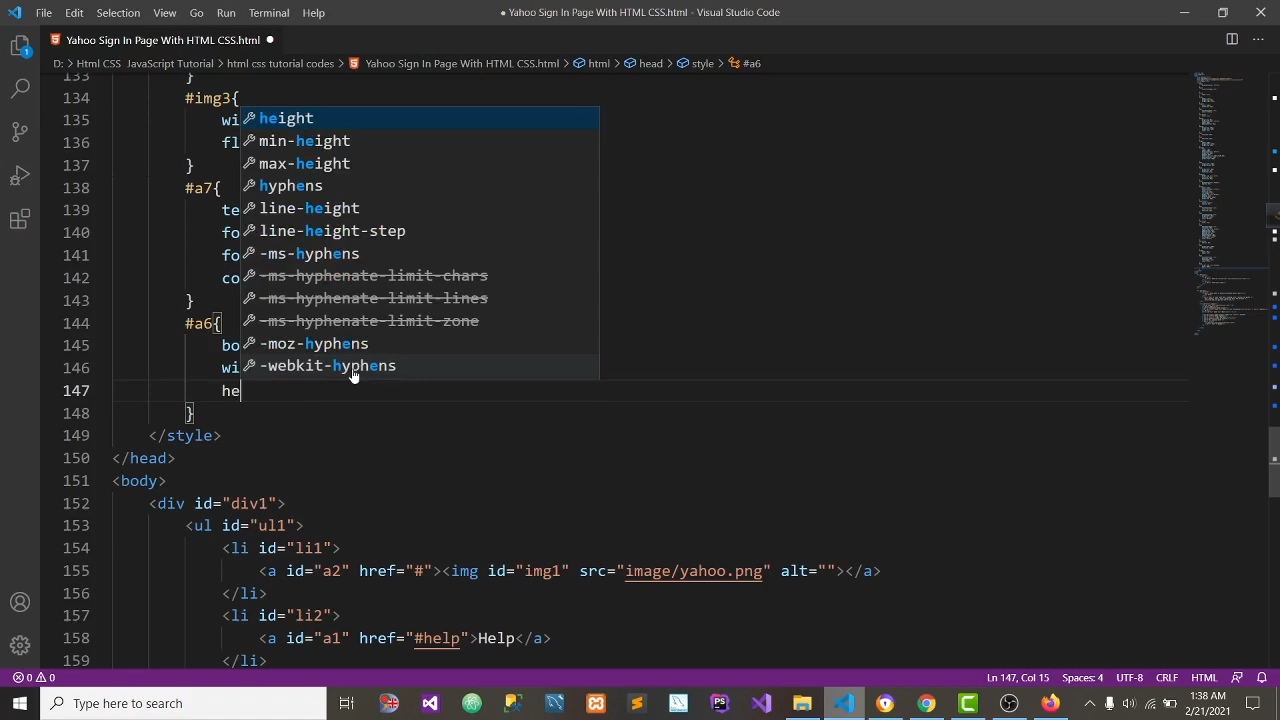 File Edit Selection View Go Run Terminal Help
● Yahoo Sign In Page With HTML CSS.html - Visual Studio Code
Yahoo Sign In Page With HTML CSS.html ●
D: > Html CSS JavaScript Tutorial > html css tutorial codes > Yahoo Sign In Page With HTML CSS.html > html > head > style > #a6
133 }
134 #img3{
135 wi
136 fl
137 }
138 #a7{
139 te
140 fo
141 fo
142 co
143 }
144 #a6{
145 bo
146 wi
147 he
148 }
149 </style>
150 </head>
151 <body>
152 <div id="div1">
153 <ul id="ul1">
154 <li id="li1">
155 <a id="a2" href="#"><img id="img1" src="image/yahoo.png" alt=""></a>
156 </li>
157 <li id="li2">
158 <a id="a1" href="#help">Help</a>
159 </li>
height
min-height
max-height
hyphens
line-height
line-height-step
-ms-hyphens
-ms-hyphenate-limit-chars
-ms-hyphenate-limit-lines
-ms-hyphenate-limit-zone
-moz-hyphens
-webkit-hyphens
1
0 0
Ln 147, Col 15 Spaces: 4 UTF-8 CRLF HTML
Type here to search
PS
1:38 AM
2/21/2021